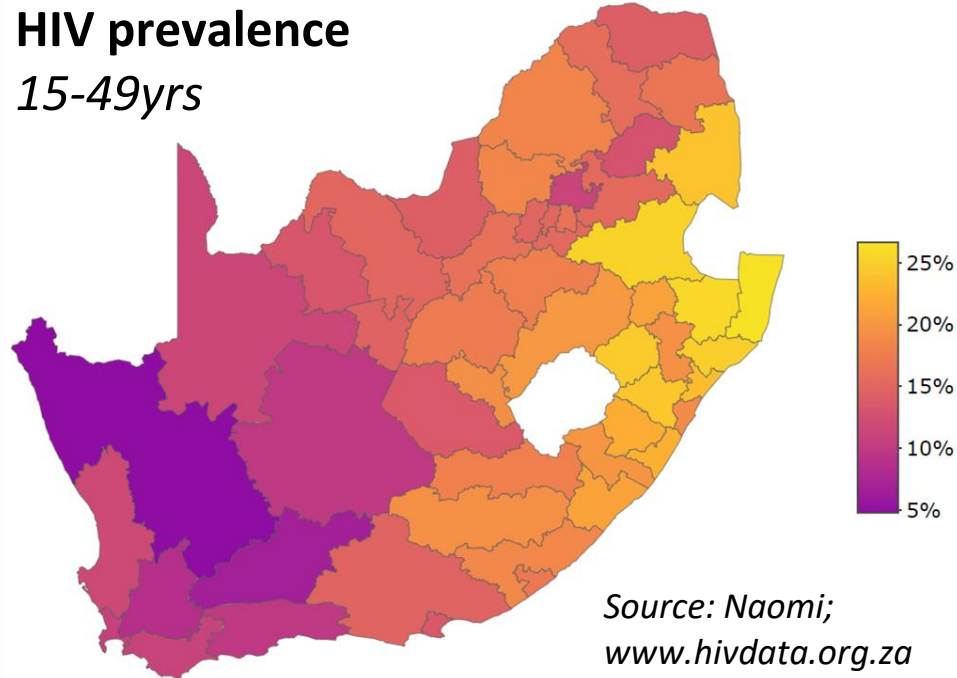 HIV prevalence
15-49yrs
25%
20%
15%
10%
5%
Source: Naomi;
www.hivdata.org.za